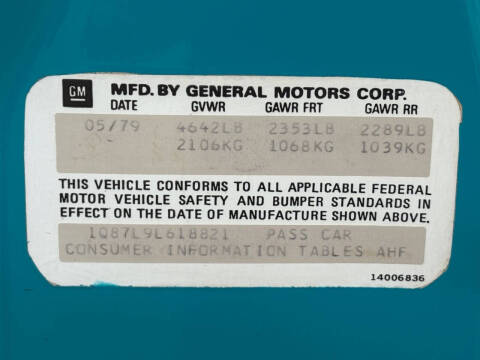 GM MFD. BY GENERAL MOTORS CORP.
DATE GVWR GAWR FRT GAWR RR
05/79 4642LB 2353LB 2289LB
2106KG 1068KG 1039KG
THIS VEHICLE CONFORMS TO ALL APPLICABLE FEDERAL
MOTOR VEHICLE SAFETY AND BUMPER STANDARDS IN
EFFECT ON THE DATE OF MANUFACTURE SHOWN ABOVE.
1Q87L9L618821 PASS CAR
CONSUMER INFORMATION TABLES AHF
14006836